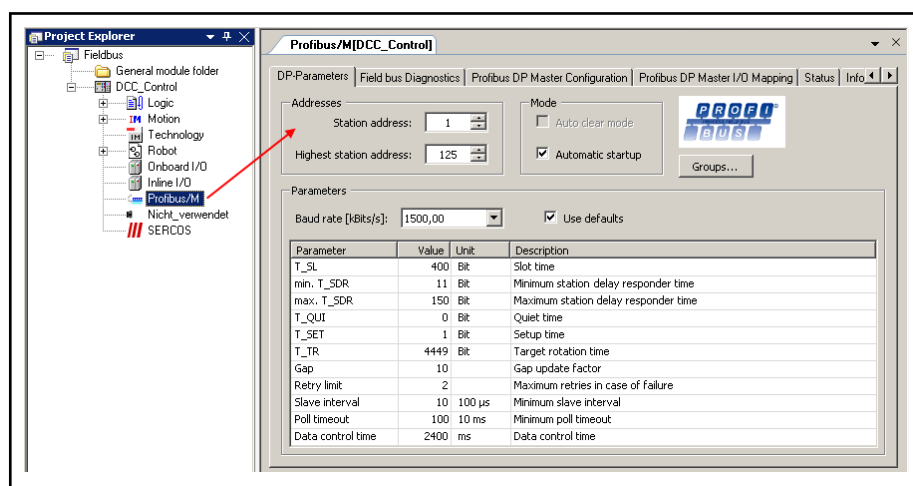 Project Explorer
Fieldbus
General module folder
DCC_Control
Logic
IM Motion
TM Technology
Robot
Onboard I/O
Inline I/O
Profibus/M
Nicht_verwendet
SERCOS
Profibus/M[DCC_Control]
DP-Parameters Field bus Diagnostics Profibus DP Master Configuration Profibus DP Master I/O Mapping Status Info
Addresses
Station address: 1
Highest station address: 125
Mode
Auto clear mode
Automatic startup
PROFI
BUS
Groups...
Parameters
Baud rate [kBits/s]: 1500,00 Use defaults
Parameter Value Unit Description
T_SL 400 Bit Slot time
min. T_SDR 11 Bit Minimum station delay responder time
max. T_SDR 150 Bit Maximum station delay responder time
T_QUI 0 Bit Quiet time
T_SET 1 Bit Setup time
T_TR 4449 Bit Target rotation time
Gap 10 Gap update factor
Retry limit 2 Maximum retries in case of failure
Slave interval 10 100 µs Minimum slave interval
Poll timeout 100 10 ms Minimum poll timeout
Data control time 2400 ms Data control time